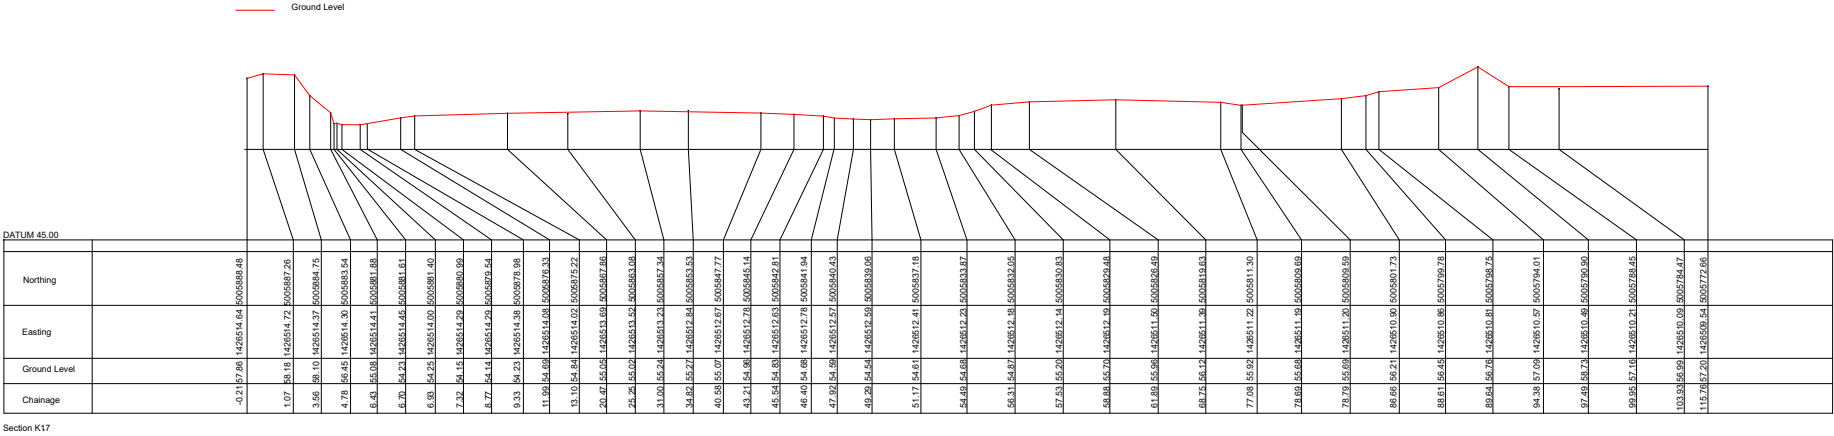 Ground Level
DATUM 45.00
Northing 5005888.48 5005887.26 5005884.75 5005883.54 5005881.88 5005881.61 5005881.40 5005880.99 5005879.54 5005878.98 5005876.33 5005875.22 5005867.86 5005863.08 5005857.34 5005853.53 5005847.77 5005845.14 5005842.81 5005841.94 5005840.43 5005839.06 5005837.18 5005833.87 5005832.05 5005830.83 5005829.48 5005826.49 5005819.63 5005811.30 5005809.69 5005809.59 5005801.73 5005799.78 5005798.75 5005794.01 5005790.90 5005788.45 5005784.47 5005772.66
Easting 1426514.64 1426514.72 1426514.37 1426514.30 1426514.41 1426514.45 1426514.00 1426514.29 1426514.29 1426514.38 1426514.08 1426514.02 1426513.69 1426513.52 1426513.23 1426512.84 1426512.67 1426512.78 1426512.63 1426512.78 1426512.57 1426512.59 1426512.41 1426512.23 1426512.18 1426512.14 1426512.19 1426511.50 1426511.39 1426511.22 1426511.19 1426511.20 1426510.90 1426510.86 1426510.81 1426510.57 1426510.49 1426510.21 1426510.09 1426509.54
Ground Level 57.86 58.18 58.10 56.45 55.08 54.23 54.25 54.15 54.14 54.23 54.69 54.84 55.05 55.02 55.24 55.27 55.07 54.96 54.83 54.68 54.59 54.54 54.61 54.68 54.87 55.20 55.70 55.96 56.12 55.92 55.68 55.69 56.21 56.45 56.76 57.09 58.73 57.16 56.99 57.20
Chainage -0.21 1.07 3.56 4.78 6.43 6.70 6.93 7.32 8.77 9.33 11.99 13.10 20.47 25.25 31.00 34.82 40.58 43.21 45.54 46.40 47.92 49.29 51.17 54.49 56.31 57.53 58.88 61.89 68.75 77.08 78.69 78.79 86.66 88.61 89.64 94.38 97.49 99.95 103.93 115.76
Section K17